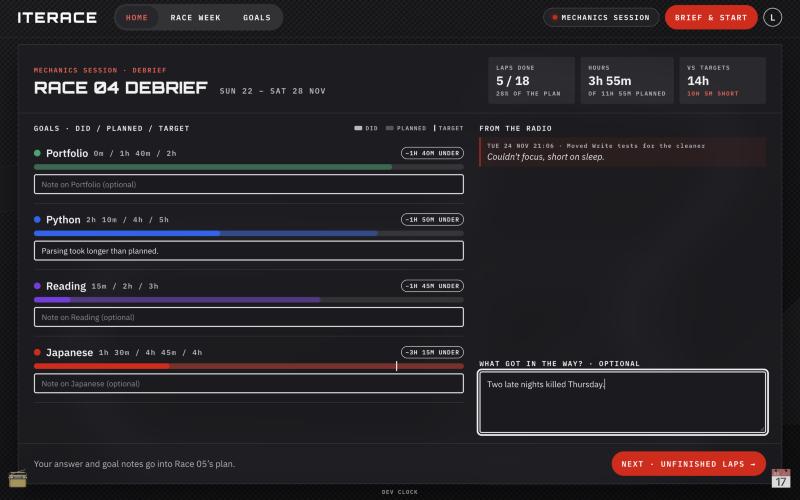 ITERACE
HOME
RACE WEEK
GOALS
MECHANICS SESSION
BRIEF & START
L
MECHANICS SESSION · DEBRIEF
RACE 04 DEBRIEF
SUN 22 – SAT 28 NOV
LAPS DONE
5 / 18
28% OF THE PLAN
HOURS
3h 55m
OF 11H 55M PLANNED
VS TARGETS
14h
10H 5M SHORT
GOALS · DID / PLANNED / TARGET
DID
PLANNED
TARGET
Portfolio 0m / 1h 40m / 2h
−1H 40M UNDER
Note on Portfolio (optional)
Python 2h 10m / 4h / 5h
−1H 50M UNDER
Parsing took longer than planned.
Reading 15m / 2h / 3h
−1H 45M UNDER
Note on Reading (optional)
Japanese 1h 30m / 4h 45m / 4h
−3H 15M UNDER
Note on Japanese (optional)
FROM THE RADIO
TUE 24 NOV 21:06 · Moved Write tests for the cleaner
Couldn't focus, short on sleep.
WHAT GOT IN THE WAY? · OPTIONAL
Two late nights killed Thursday.
Your answer and goal notes go into Race 05's plan.
NEXT · UNFINISHED LAPS →
17
DEV CLOCK